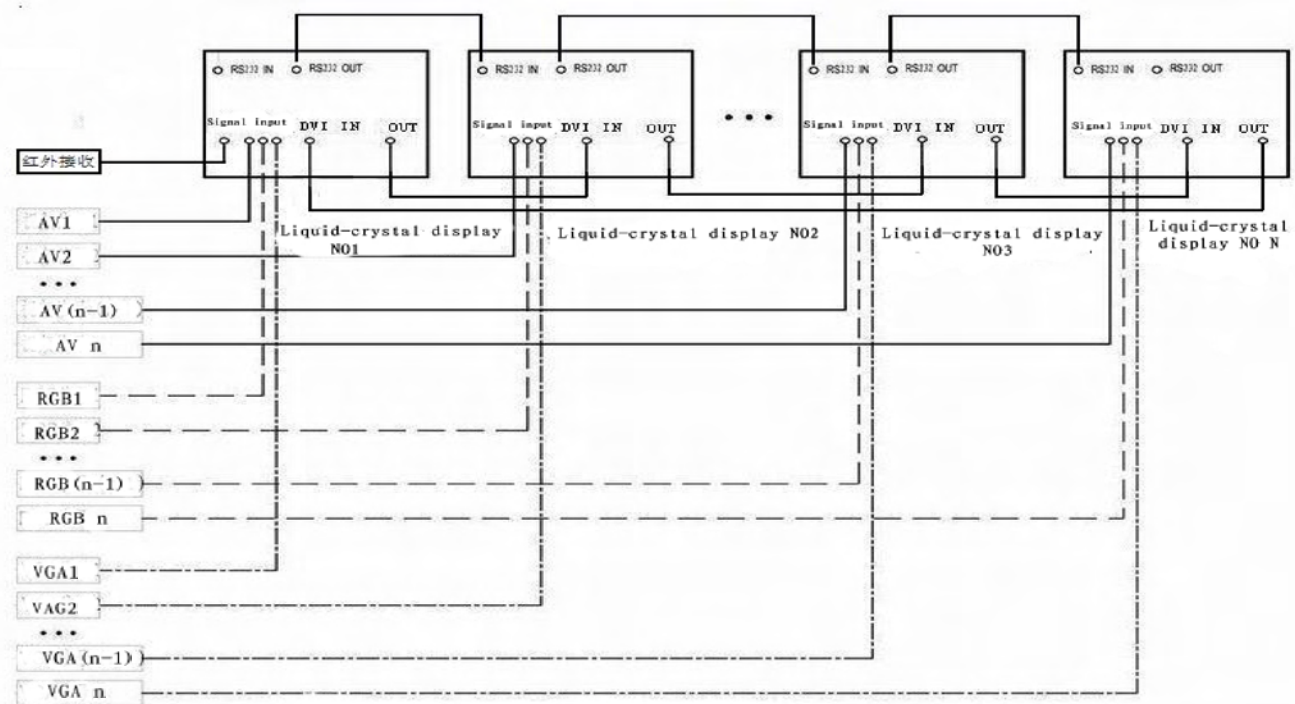 RS232 IN RS232 OUT
RS232 IN RS232 OUT
RS232 IN RS232 OUT
RS232 IN RS232 OUT
Signal input DVI IN OUT
Signal input DVI IN OUT
• • •
Signal input DVI IN OUT
Signal input DVI IN OUT
红外接收
AV1
AV2
• • •
AV(n-1)
AV n
Liquid-crystal display
NO1
Liquid-crystal display NO2
Liquid-crystal display
NO3
Liquid-crystal
display NO N
RGB1
RGB2
• • •
RGB(n-1)
RGB n
VGA1
VAG2
• • •
VGA(n-1)
VGA n